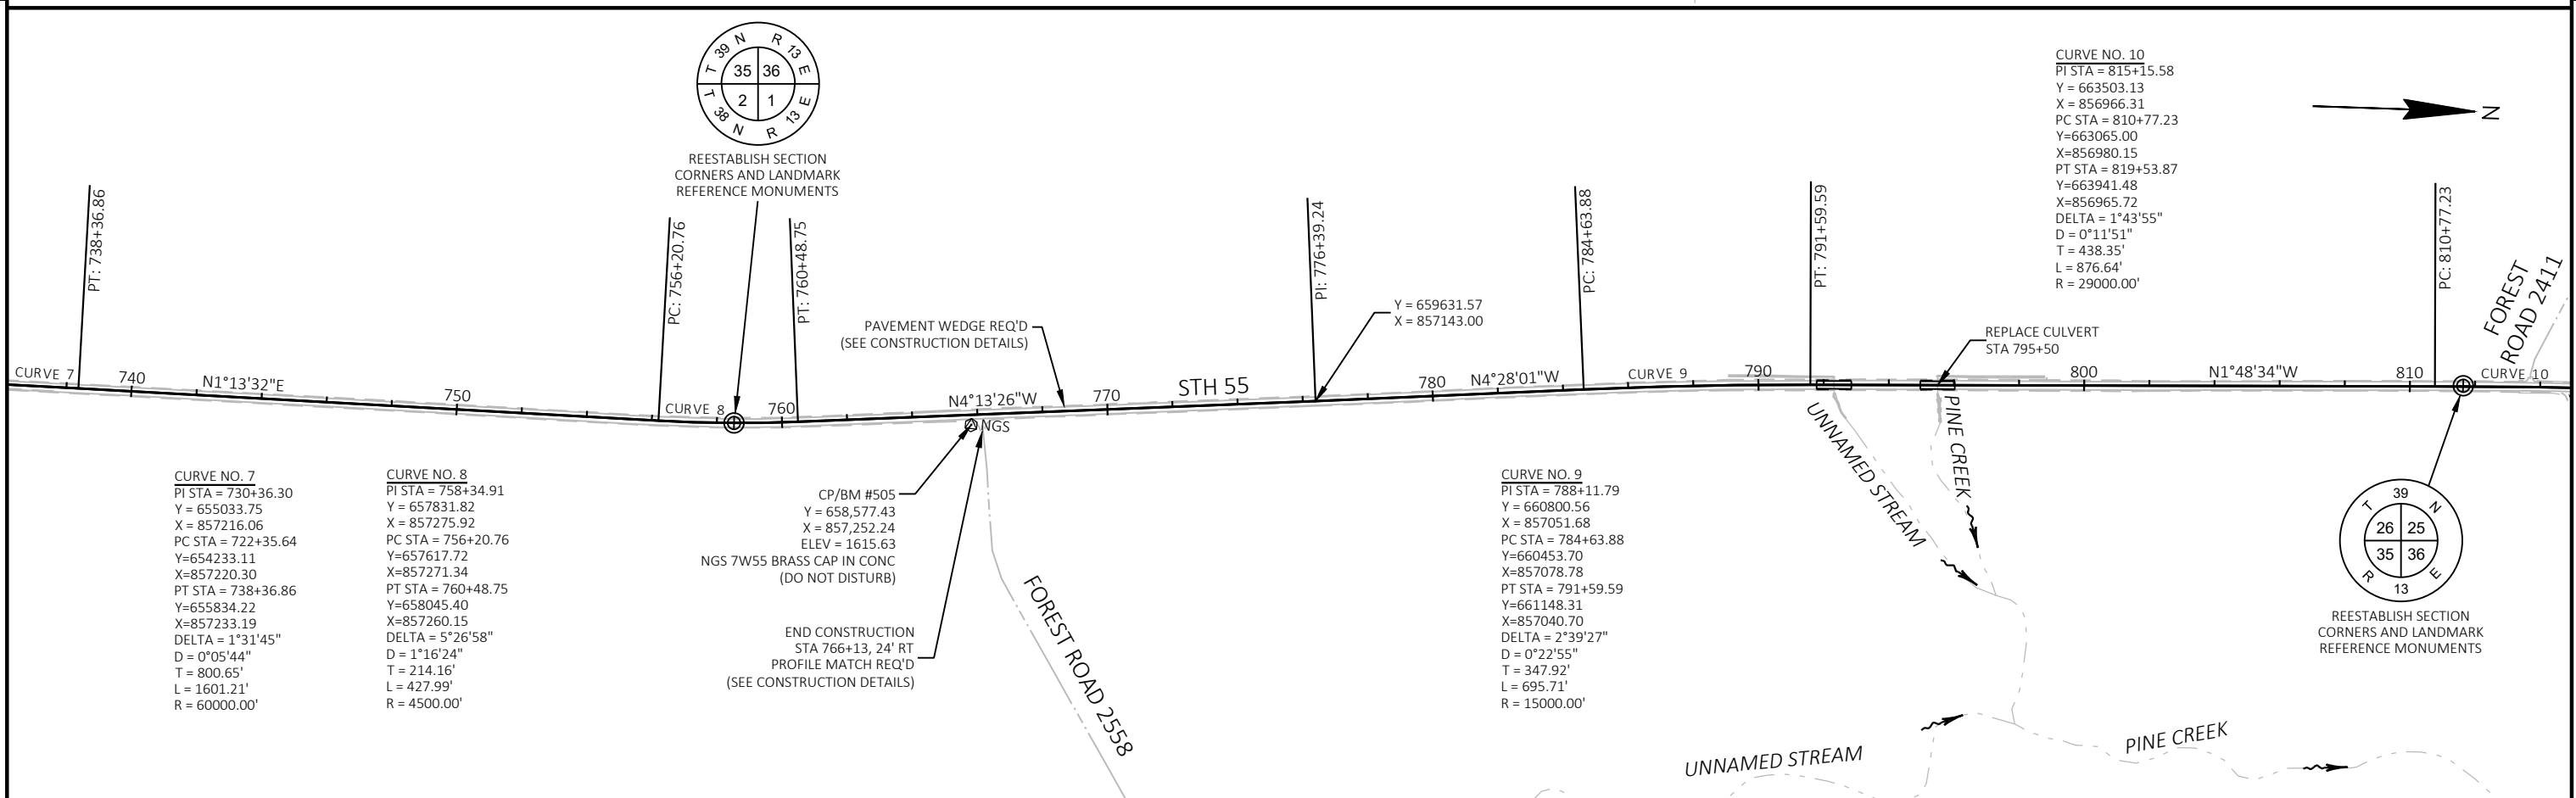 T 39 N R 13 E
35 36
2 1
T 38 N R 13 E
REESTABLISH SECTION
CORNERS AND LANDMARK
REFERENCE MONUMENTS
CURVE NO. 10
PI STA = 815+15.58
Y = 663503.13
X = 856966.31
PC STA = 810+77.23
Y=663065.00
X=856980.15
PT STA = 819+53.87
Y=663941.48
X=856965.72
DELTA = 1°43'55"
D = 0°11'51"
T = 438.35'
L = 876.64'
R = 29000.00'
N
PT: 738+36.86
PC: 756+20.76
PT: 760+48.75
PI: 776+39.24
PC: 784+63.88
PT: 791+59.59
PC: 810+77.23
FOREST
ROAD 2411
Y = 659631.57
X = 857143.00
PAVEMENT WEDGE REQ'D
(SEE CONSTRUCTION DETAILS)
REPLACE CULVERT
STA 795+50
CURVE 7
740
N1°13'32"E
750
CURVE 8
760
N4°13'26"W
770
STH 55
780
N4°28'01"W
CURVE 9
790
800
N1°48'34"W
810
CURVE 10
NGS
UNNAMED STREAM
PINE CREEK
CURVE NO. 7
PI STA = 730+36.30
Y = 655033.75
X = 857216.06
PC STA = 722+35.64
Y=654233.11
X=857220.30
PT STA = 738+36.86
Y=655834.22
X=857233.19
DELTA = 1°31'45"
D = 0°05'44"
T = 800.65'
L = 1601.21'
R = 60000.00'
CURVE NO. 8
PI STA = 758+34.91
Y = 657831.82
X = 857275.92
PC STA = 756+20.76
Y=657617.72
X=857271.34
PT STA = 760+48.75
Y=658045.40
X=857260.15
DELTA = 5°26'58"
D = 1°16'24"
T = 214.16'
L = 427.99'
R = 4500.00'
CP/BM #505
Y = 658,577.43
X = 857,252.24
ELEV = 1615.63
NGS 7W55 BRASS CAP IN CONC
(DO NOT DISTURB)
END CONSTRUCTION
STA 766+13, 24' RT
PROFILE MATCH REQ'D
(SEE CONSTRUCTION DETAILS)
FOREST ROAD 2558
CURVE NO. 9
PI STA = 788+11.79
Y = 660800.56
X = 857051.68
PC STA = 784+63.88
Y=660453.70
X=857078.78
PT STA = 791+59.59
Y=661148.31
X=857040.70
DELTA = 2°39'27"
D = 0°22'55"
T = 347.92'
L = 695.71'
R = 15000.00'
T 39 N
26 25
35 36
R 13 E
REESTABLISH SECTION
CORNERS AND LANDMARK
REFERENCE MONUMENTS
UNNAMED STREAM
PINE CREEK